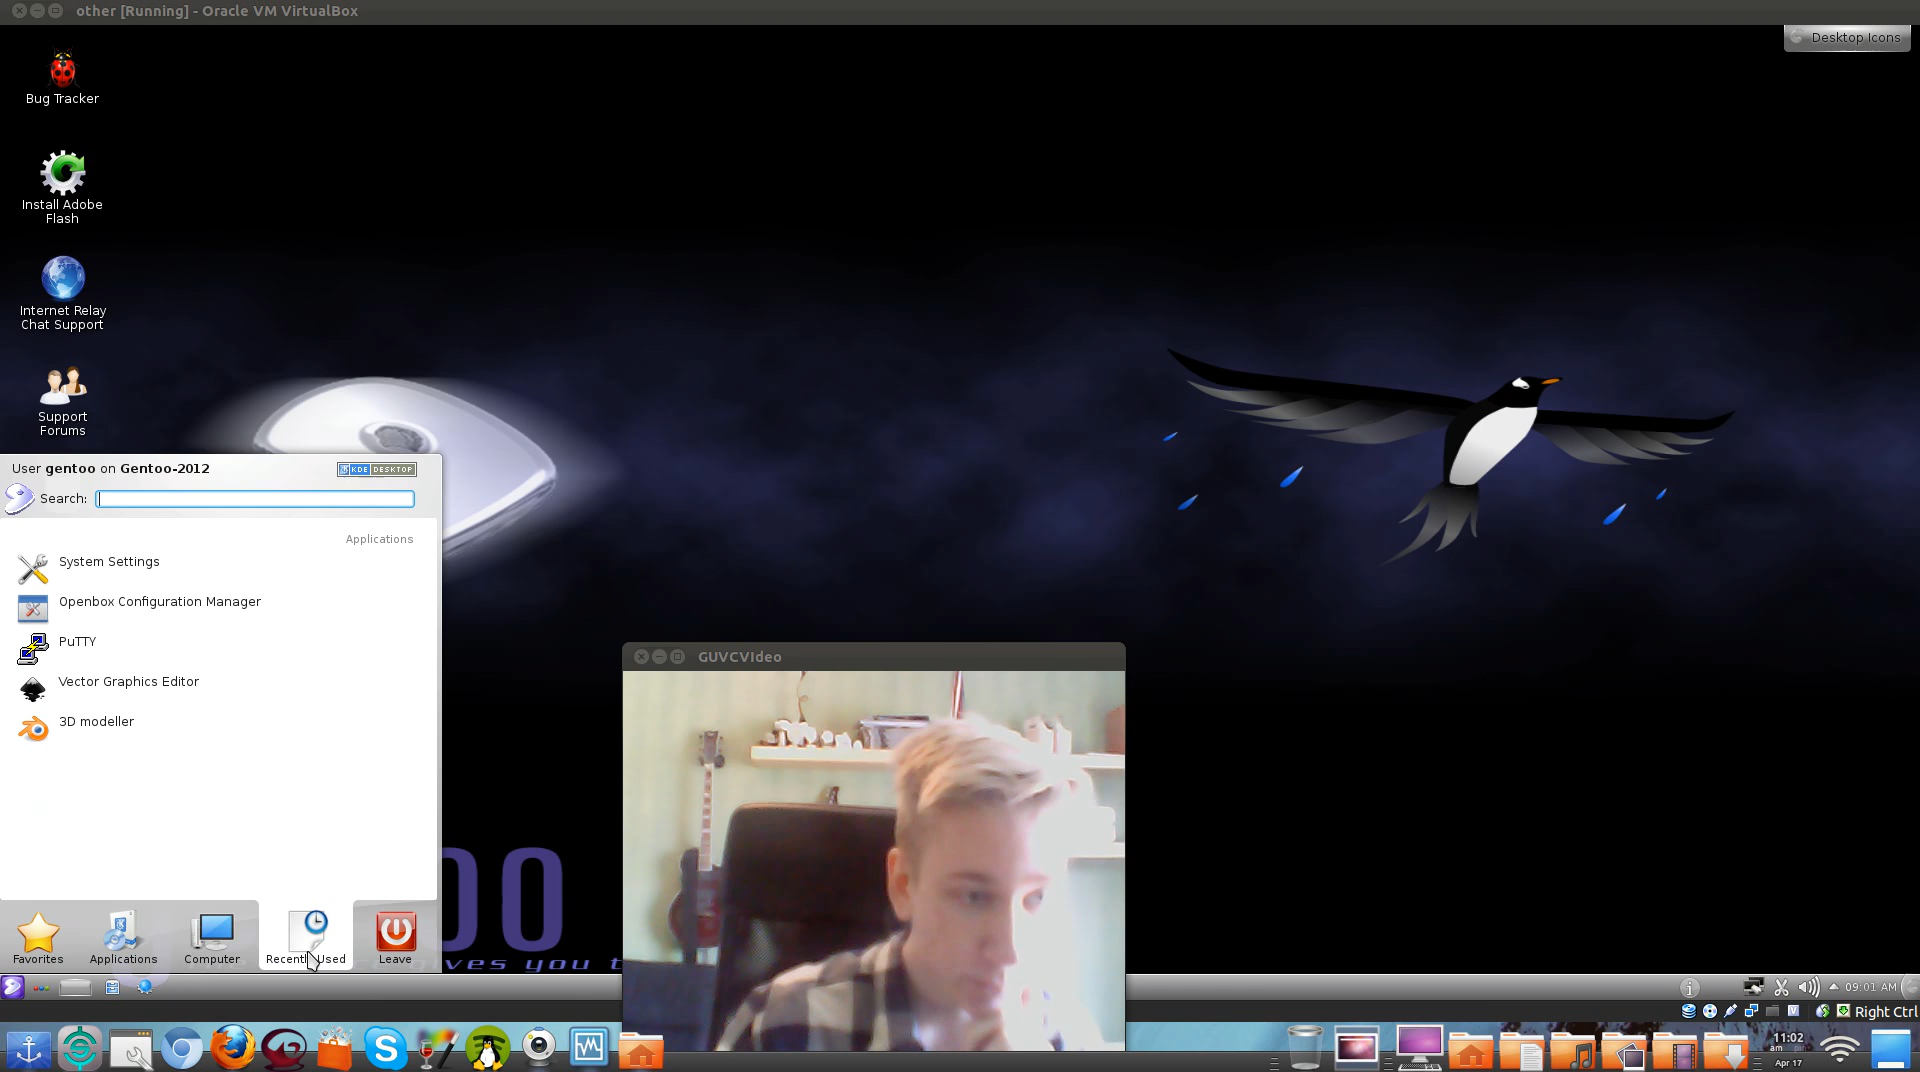 other [Running] - Oracle VM VirtualBox
Desktop Icons
Bug Tracker
Install Adobe
Flash
Internet Relay
Chat Support
Support
Forums
User gentoo on Gentoo-2012
KDE DESKTOP
Search:
Applications
System Settings
Openbox Configuration Manager
PuTTY
Vector Graphics Editor
3D modeller
GUVCVIdeo
Favorites
Applications
Computer
Used
Leave
gives you t
09:01 AM
Right Ctrl
11:02
am
Apr 17